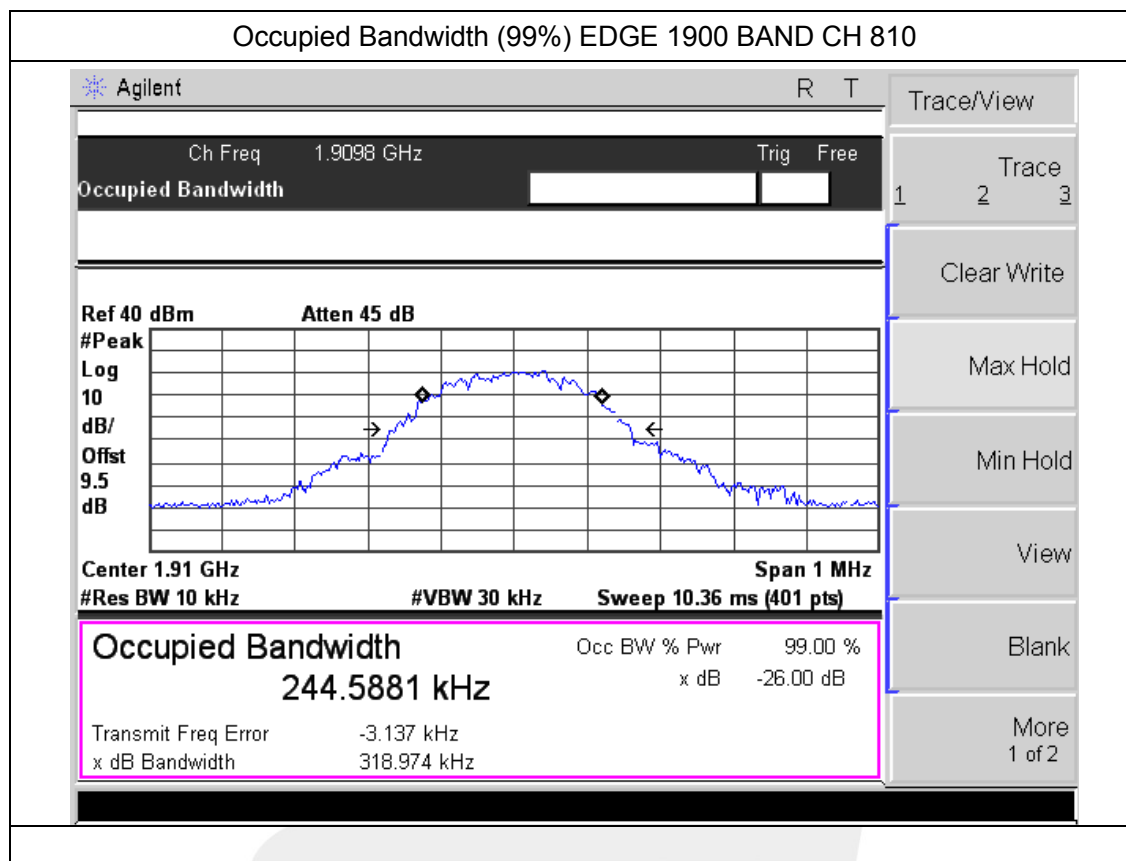 Occupied Bandwidth (99%) EDGE 1900 BAND CH 810
Agilent R T
Trace/View
Ch Freq 1.9098 GHz Trig Free
Occupied Bandwidth
Trace
1 2 3
Clear Write
Max Hold
Min Hold
View
Blank
More
1 of 2
Ref 40 dBm Atten 45 dB
#Peak
Log
10
dB/
Offst
9.5
dB
Center 1.91 GHz Span 1 MHz
#Res BW 10 kHz #VBW 30 kHz Sweep 10.36 ms (401 pts)
Occupied Bandwidth
244.5881 kHz
Occ BW % Pwr 99.00 %
x dB -26.00 dB
Transmit Freq Error -3.137 kHz
x dB Bandwidth 318.974 kHz